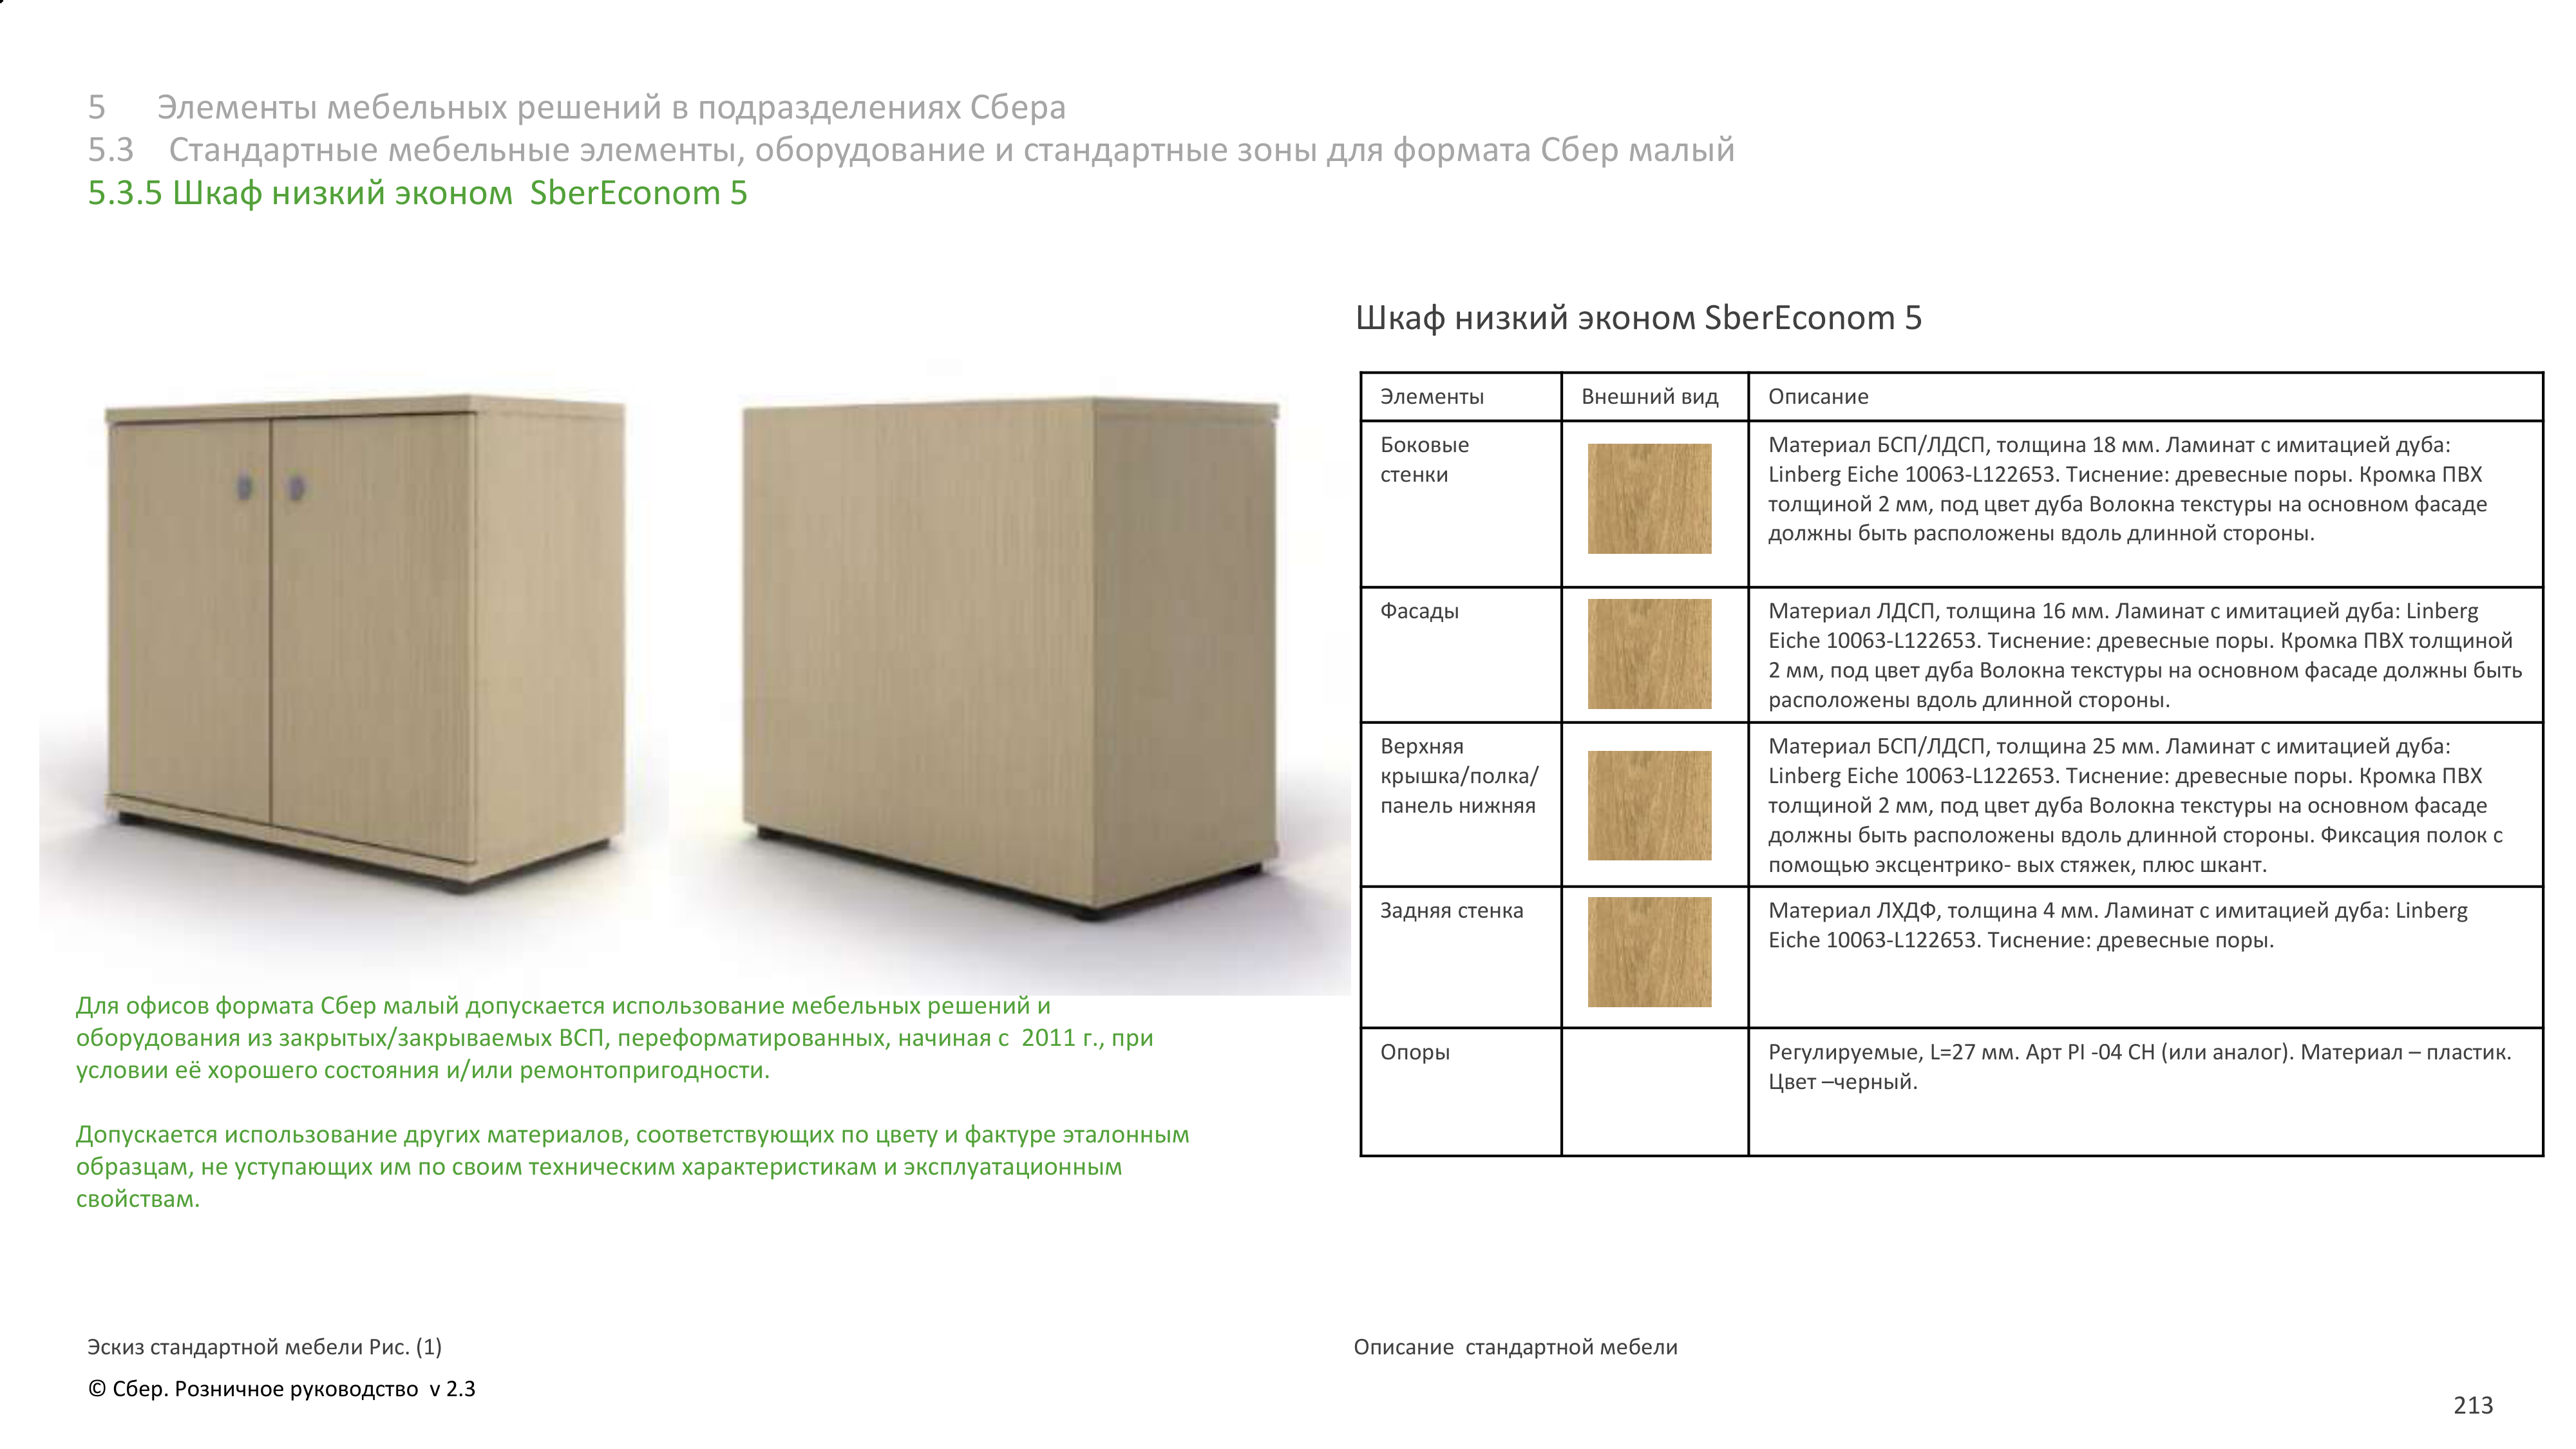 5 Элементы мебельных решений в подразделениях Сбера
5.3 Стандартные мебельные элементы, оборудование и стандартные зоны для формата Сбер малый
5.3.5 Шкаф низкий эконом SberEconom 5
Шкаф низкий эконом SberEconom 5
Элементы Внешний вид Описание
Боковые
стенки
Материал БСП/ЛДСП, толщина 18 мм. Ламинат с имитацией дуба:
Linberg Eiche 10063-L122653. Тиснение: древесные поры. Кромка ПВХ
толщиной 2 мм, под цвет дуба Волокна текстуры на основном фасаде
должны быть расположены вдоль длинной стороны.
Фасады
Материал ЛДСП, толщина 16 мм. Ламинат с имитацией дуба: Linberg
Eiche 10063-L122653. Тиснение: древесные поры. Кромка ПВХ толщиной
2 мм, под цвет дуба Волокна текстуры на основном фасаде должны быть
расположены вдоль длинной стороны.
Верхняя
крышка/полка/
панель нижняя
Материал БСП/ЛДСП, толщина 25 мм. Ламинат с имитацией дуба:
Linberg Eiche 10063-L122653. Тиснение: древесные поры. Кромка ПВХ
толщиной 2 мм, под цвет дуба Волокна текстуры на основном фасаде
должны быть расположены вдоль длинной стороны. Фиксация полок с
помощью эксцентрико- вых стяжек, плюс шкант.
Задняя стенка
Материал ЛХДФ, толщина 4 мм. Ламинат с имитацией дуба: Linberg
Eiche 10063-L122653. Тиснение: древесные поры.
Опоры
Регулируемые, L=27 мм. Арт PI -04 CH (или аналог). Материал – пластик.
Цвет –черный.
Для офисов формата Сбер малый допускается использование мебельных решений и
оборудования из закрытых/закрываемых ВСП, переформатированных, начиная с 2011 г., при
условии её хорошего состояния и/или ремонтопригодности.
Допускается использование других материалов, соответствующих по цвету и фактуре эталонным
образцам, не уступающих им по своим техническим характеристикам и эксплуатационным
свойствам.
Эскиз стандартной мебели Рис. (1)
Описание стандартной мебели
© Сбер. Розничное руководство v 2.3
213